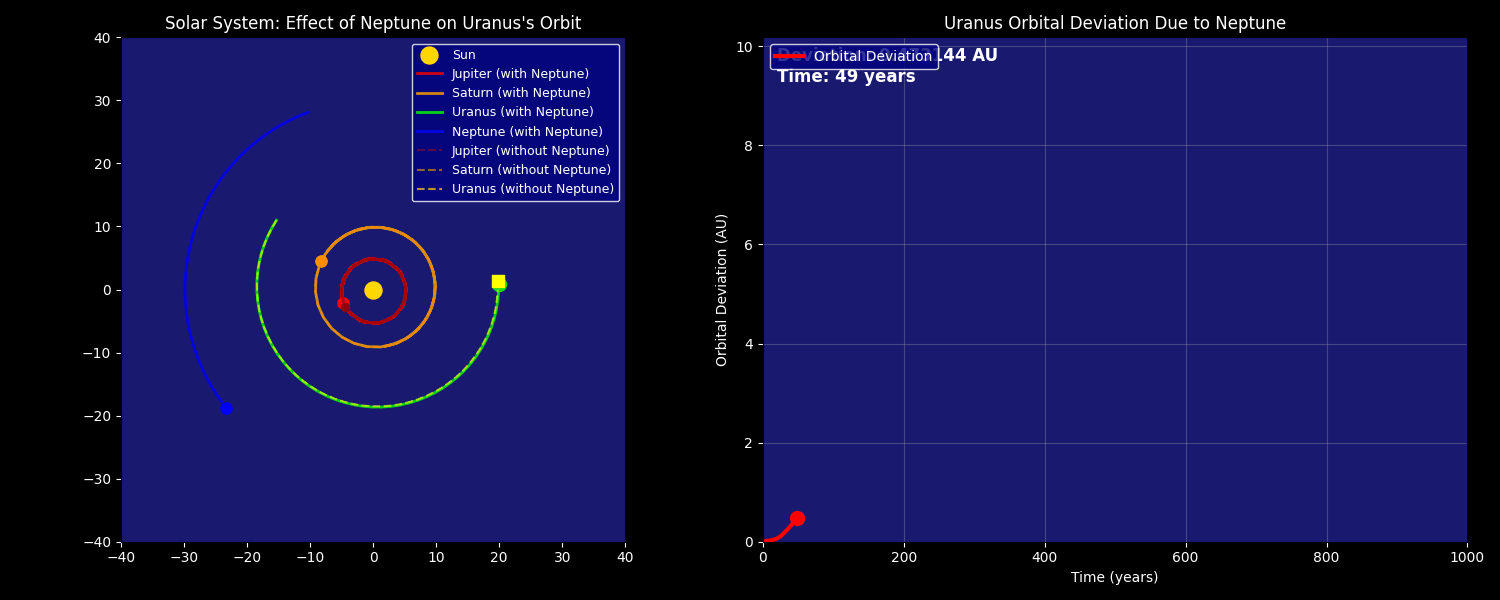 Solar System: Effect of Neptune on Uranus's Orbit
40
30
20
10
0
−10
−20
−30
−40
−40 −30 −20 −10 0 10 20 30 40
Sun
Jupiter (with Neptune)
Saturn (with Neptune)
Uranus (with Neptune)
Neptune (with Neptune)
Jupiter (without Neptune)
Saturn (without Neptune)
Uranus (without Neptune)
Uranus Orbital Deviation Due to Neptune
Orbital Deviation (AU)
10
8
6
4
2
0
0 200 400 600 800 1000
Time (years)
Orbital Deviation
144 AU
Time: 49 years